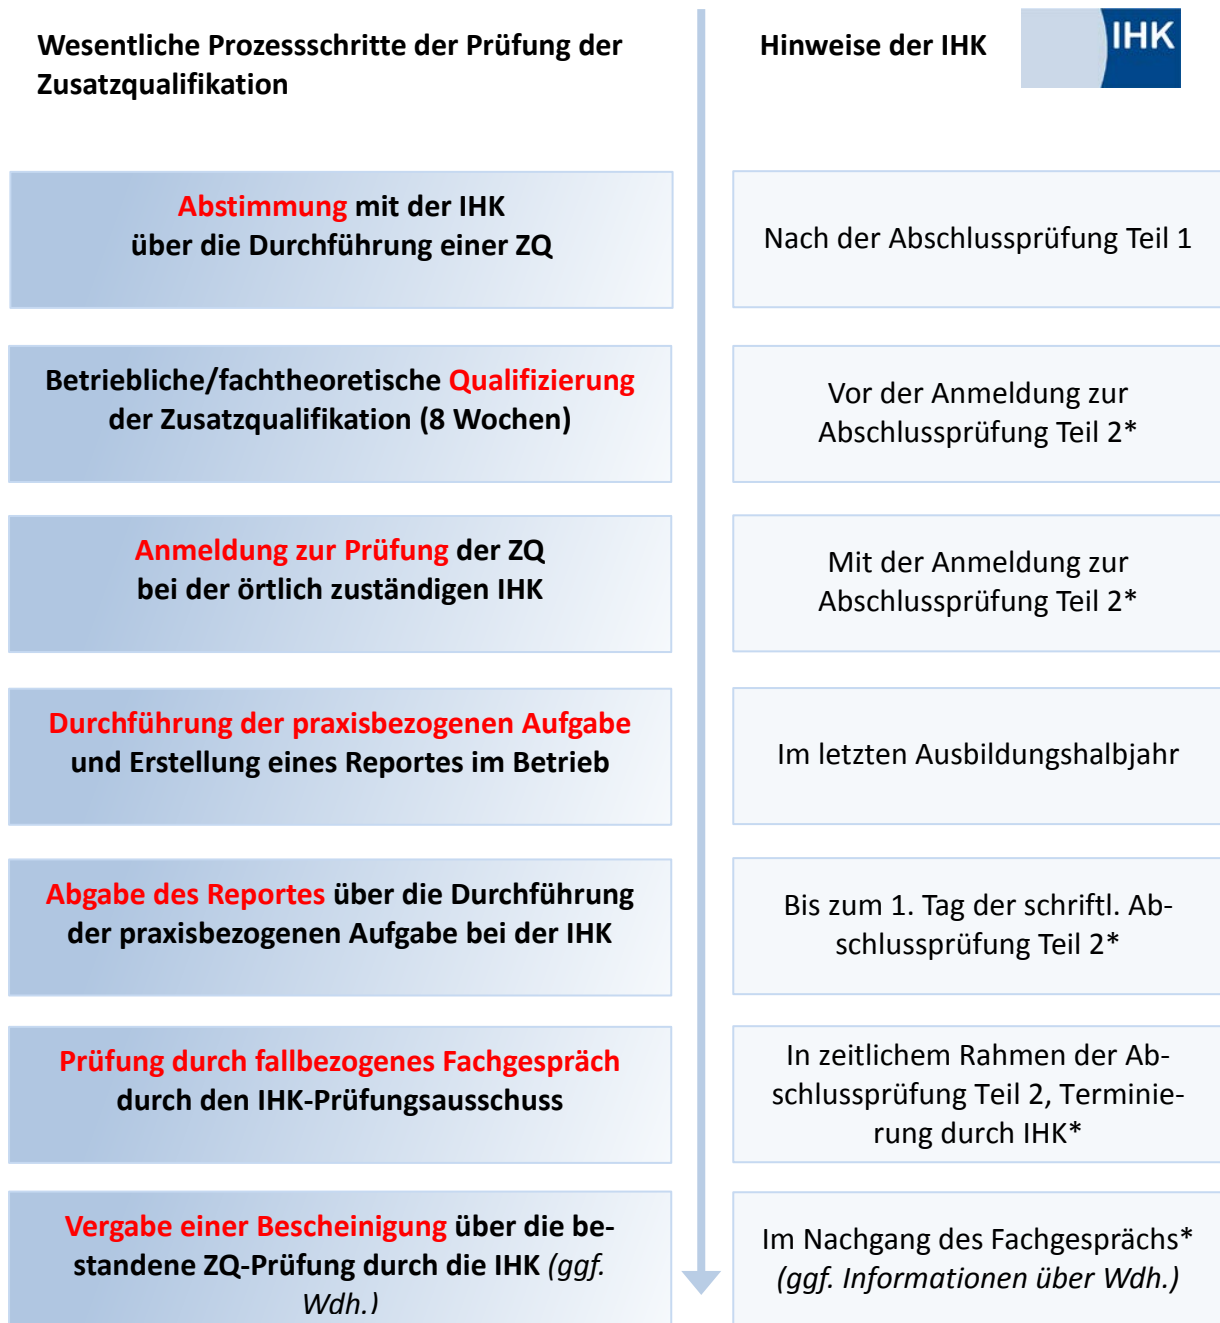 Wesentliche Prozessschritte der Prüfung der
Zusatzqualifikation
Hinweise der IHK
IHK
Abstimmung mit der IHK
über die Durchführung einer ZQ
Nach der Abschlussprüfung Teil 1
Betriebliche/fachtheoretische Qualifizierung
der Zusatzqualifikation (8 Wochen)
Vor der Anmeldung zur
Abschlussprüfung Teil 2*
Anmeldung zur Prüfung der ZQ
bei der örtlich zuständigen IHK
Mit der Anmeldung zur
Abschlussprüfung Teil 2*
Durchführung der praxisbezogenen Aufgabe
und Erstellung eines Reportes im Betrieb
Im letzten Ausbildungshalbjahr
Abgabe des Reportes über die Durchführung
der praxisbezogenen Aufgabe bei der IHK
Bis zum 1. Tag der schriftl. Ab-
schlussprüfung Teil 2*
Prüfung durch fallbezogenes Fachgespräch
durch den IHK-Prüfungsausschuss
In zeitlichem Rahmen der Ab-
schlussprüfung Teil 2, Terminie-
rung durch IHK*
Vergabe einer Bescheinigung über die be-
standene ZQ-Prüfung durch die IHK (ggf.
Wdh.)
Im Nachgang des Fachgesprächs*
(ggf. Informationen über Wdh.)